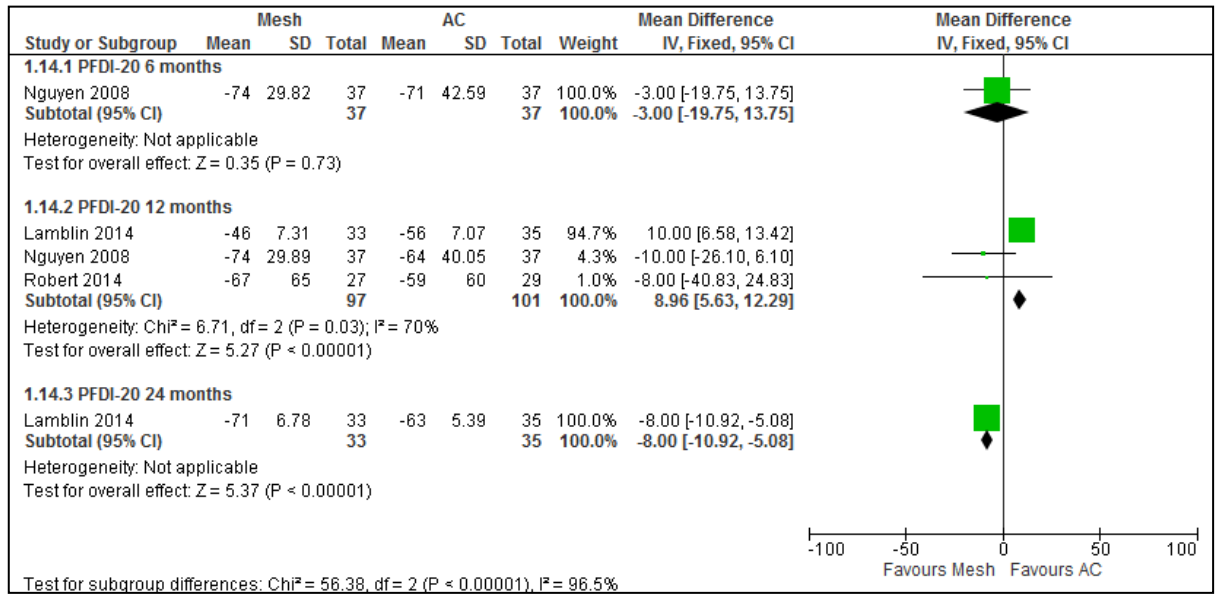 Mesh AC Mean Difference Mean Difference
Study or Subgroup Mean SD Total Mean SD Total Weight IV, Fixed, 95% CI IV, Fixed, 95% CI
1.14.1 PFDI-20 6 months
Nguyen 2008 -74 29.82 37 -71 42.59 37 100.0% -3.00 [-19.75, 13.75]
Subtotal (95% CI) 37 37 100.0% -3.00 [-19.75, 13.75]
Heterogeneity: Not applicable
Test for overall effect: Z = 0.35 (P = 0.73)
1.14.2 PFDI-20 12 months
Lamblin 2014 -46 7.31 33 -56 7.07 35 94.7% 10.00 [6.58, 13.42]
Nguyen 2008 -74 29.89 37 -64 40.05 37 4.3% -10.00 [-26.10, 6.10]
Robert 2014 -67 65 27 -59 60 29 1.0% -8.00 [-40.83, 24.83]
Subtotal (95% CI) 97 101 100.0% 8.96 [5.63, 12.29]
Heterogeneity: Chi² = 6.71, df = 2 (P = 0.03); I² = 70%
Test for overall effect: Z = 5.27 (P < 0.00001)
1.14.3 PFDI-20 24 months
Lamblin 2014 -71 6.78 33 -63 5.39 35 100.0% -8.00 [-10.92, -5.08]
Subtotal (95% CI) 33 35 100.0% -8.00 [-10.92, -5.08]
Heterogeneity: Not applicable
Test for overall effect: Z = 5.37 (P < 0.00001)
-100 -50 0 50 100
Favours Mesh Favours AC
Test for subgroup differences: Chi² = 56.38, df = 2 (P < 0.00001), I² = 96.5%